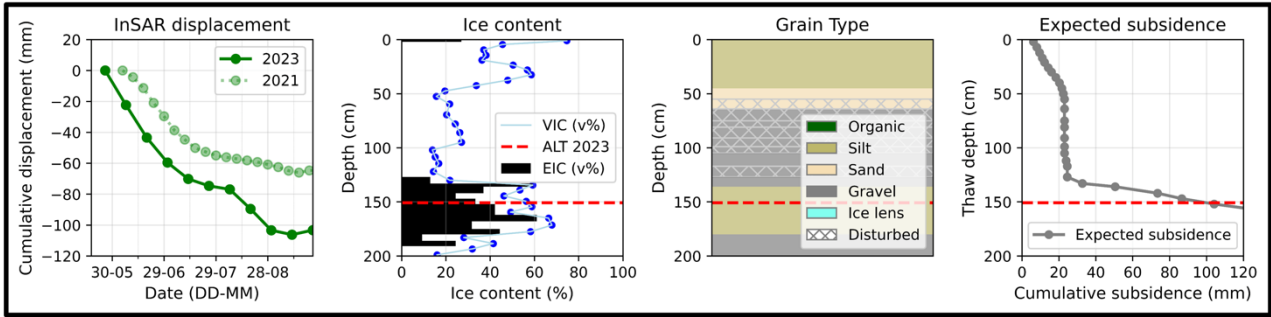 InSAR displacement
Cumulative displacement (mm)
20
0
−20
−40
−60
−80
−100
−120
2023
2021
30-05
29-06
29-07
28-08
Date (DD-MM)
Ice content
Depth (cm)
0
50
100
150
200
VIC (v%)
ALT 2023
EIC (v%)
0
20
40
60
80
100
Ice content (%)
Grain Type
Depth (cm)
0
50
100
150
200
Organic
Silt
Sand
Gravel
Ice lens
Disturbed
Expected subsidence
Thaw depth (cm)
0
50
100
150
200
Expected subsidence
0
20
40
60
80
100
120
Cumulative subsidence (mm)